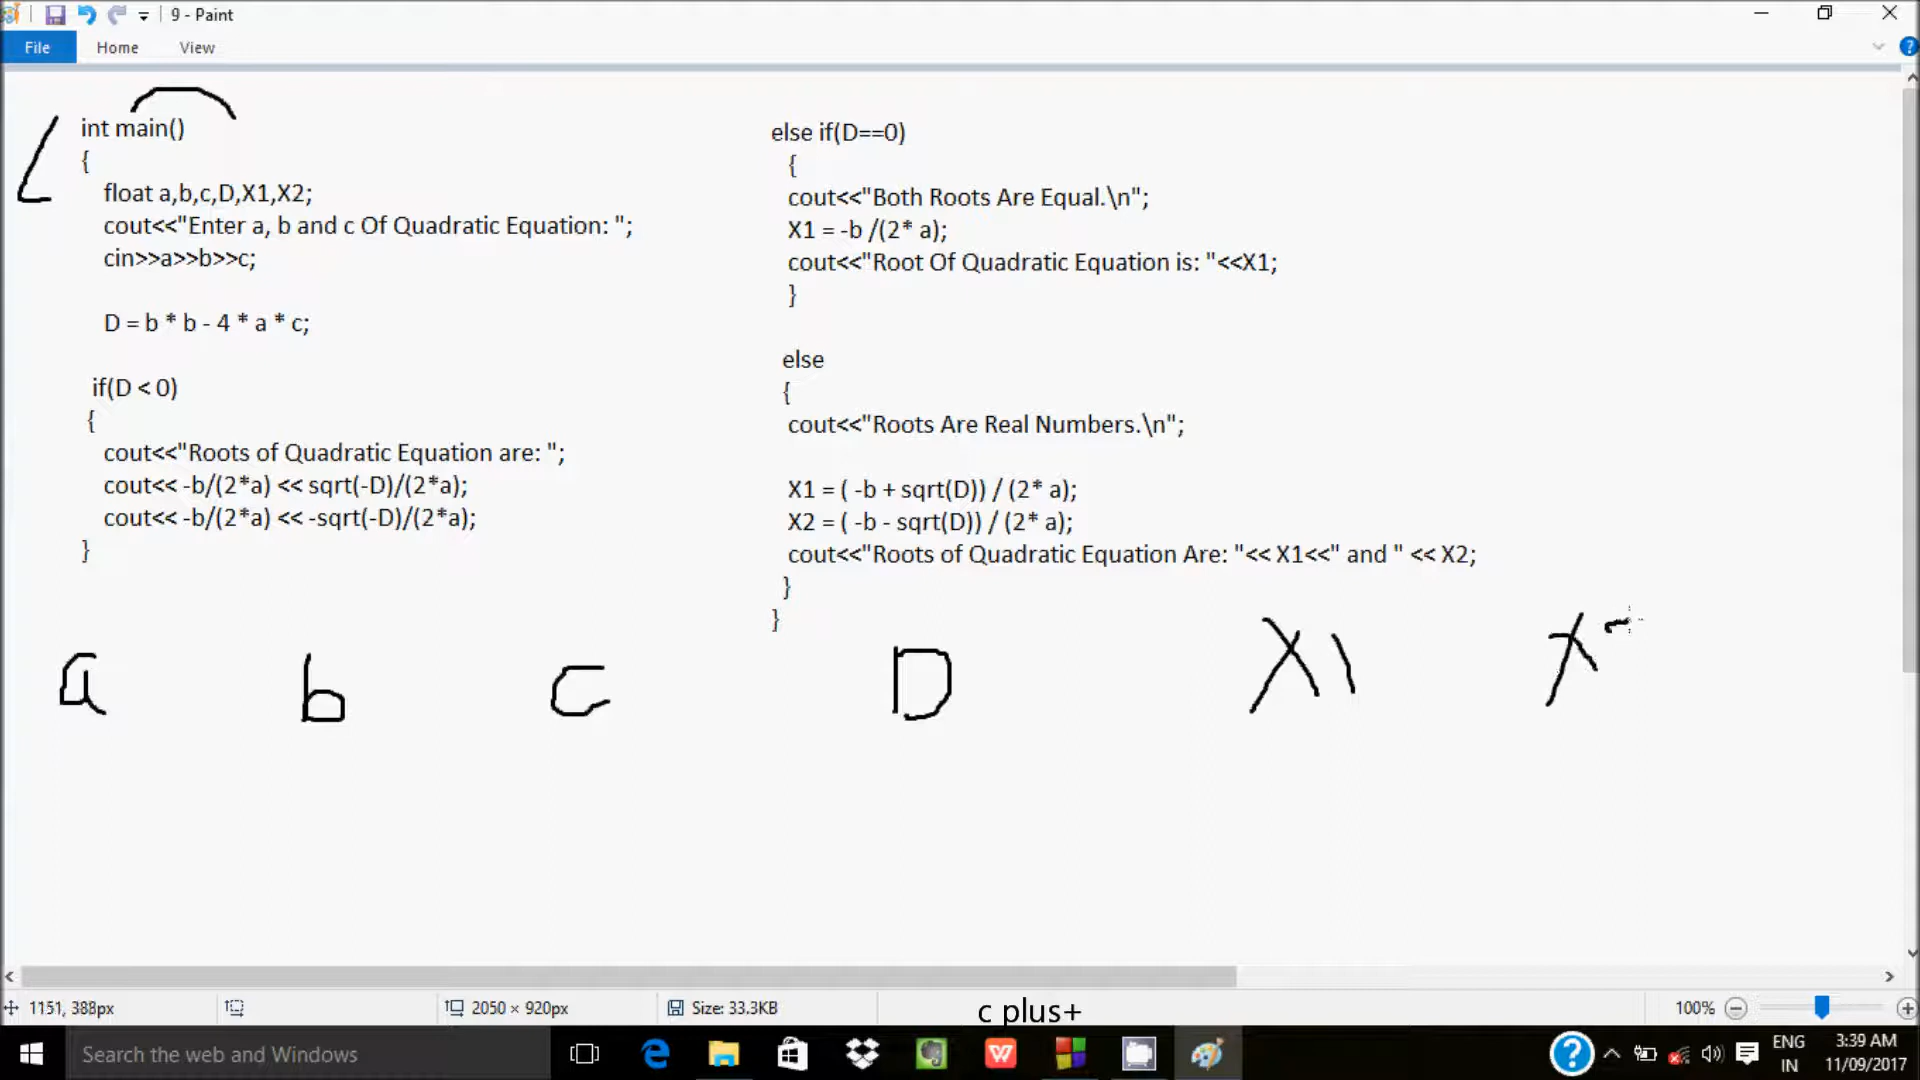 9 - Paint
File Home View
int main()
{
float a,b,c,D,X1,X2;
cout<<"Enter a, b and c Of Quadratic Equation: ";
cin>>a>>b>>c;
D = b * b - 4 * a * c;
if(D < 0)
{
cout<<"Roots of Quadratic Equation are: ";
cout<< -b/(2*a) << sqrt(-D)/(2*a);
cout<< -b/(2*a) << -sqrt(-D)/(2*a);
}
else if(D==0)
{
cout<<"Both Roots Are Equal.\n";
X1 = -b /(2* a);
cout<<"Root Of Quadratic Equation is: "<<X1;
}
else
{
cout<<"Roots Are Real Numbers.\n";
X1 = ( -b + sqrt(D)) / (2* a);
X2 = ( -b - sqrt(D)) / (2* a);
cout<<"Roots of Quadratic Equation Are: "<< X1<<" and " << X2;
}
}
a b c D X1 X
1151, 388px 2050 × 920px Size: 33.3KB 100%
c plus+
Search the web and Windows
ENG
IN
3:39 AM
11/09/2017